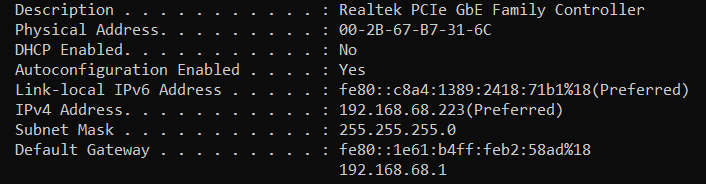 Description . . . . . . . . . . . : Realtek PCIe GbE Family Controller
Physical Address. . . . . . . . . : 00-2B-67-B7-31-6C
DHCP Enabled. . . . . . . . . . . : No
Autoconfiguration Enabled . . . . : Yes
Link-local IPv6 Address . . . . . : fe80::c8a4:1389:2418:71b1%18(Preferred)
IPv4 Address. . . . . . . . . . . : 192.168.68.223(Preferred)
Subnet Mask . . . . . . . . . . . : 255.255.255.0
Default Gateway . . . . . . . . . : fe80::1e61:b4ff:feb2:58ad%18
192.168.68.1